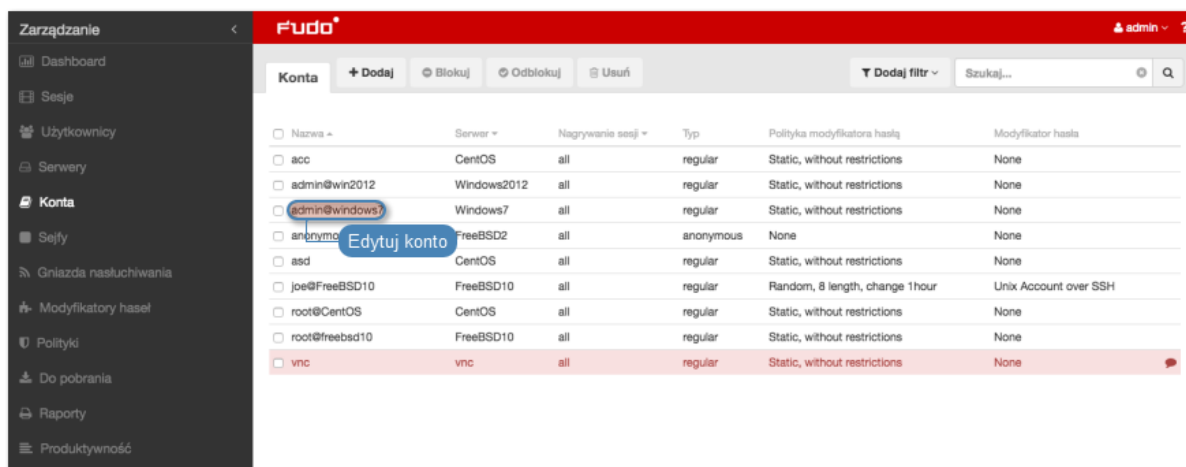 Zarządzanie <
Fudo
admin
?
Dashboard
Sesje
Użytkownicy
Serwery
Konta
Sejfy
Gniazda nasłuchiwania
Modyfikatory haseł
Polityki
Do pobrania
Raporty
Produktywność
Konta + Dodaj Blokuj Odblokuj Usuń Dodaj filtr Szukaj...
Nazwa Serwer Nagrywanie sesji Typ Polityka modyfikatora hasłą Modyfikator hasła
acc CentOS all regular Static, without restrictions None
admin@win2012 Windows2012 all regular Static, without restrictions None
admin@windows7 Windows7 all regular Static, without restrictions None
FreeBSD2 all anonymous None None
Edytuj konto
asd CentOS all regular Static, without restrictions None
joe@FreeBSD10 FreeBSD10 all regular Random, 8 length, change 1hour Unix Account over SSH
root@CentOS CentOS all regular Static, without restrictions None
root@freebsd10 FreeBSD10 all regular Static, without restrictions None
vnc vnc all regular Static, without restrictions None